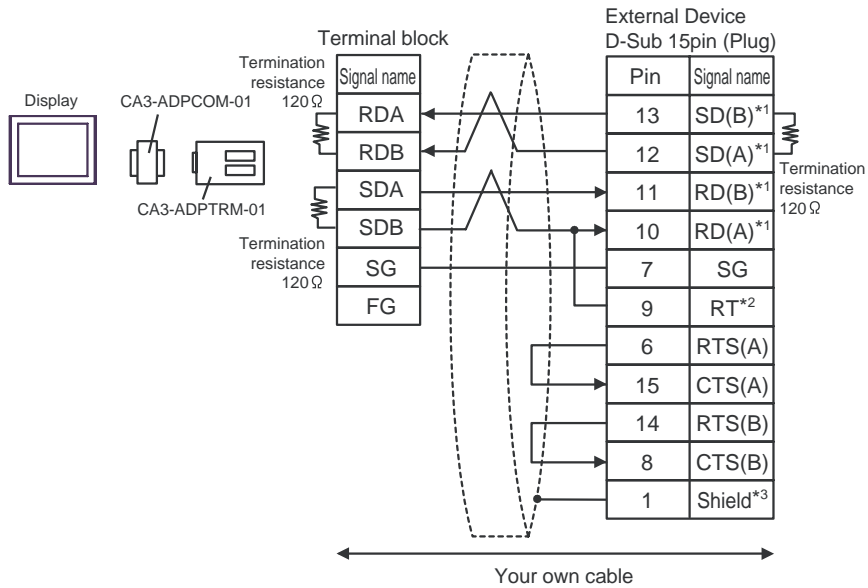 External Device
D-Sub 15pin (Plug)
Terminal block
Display
CA3-ADPCOM-01
CA3-ADPTRM-01
Termination
resistance
120Ω
Termination
resistance
120Ω
Signal name
RDA
RDB
SDA
SDB
SG
FG
Pin Signal name
13 SD(B)*1
12 SD(A)*1
11 RD(B)*1
10 RD(A)*1
7 SG
9 RT*2
6 RTS(A)
15 CTS(A)
14 RTS(B)
8 CTS(B)
1 Shield*3
Termination
resistance
120Ω
Your own cable